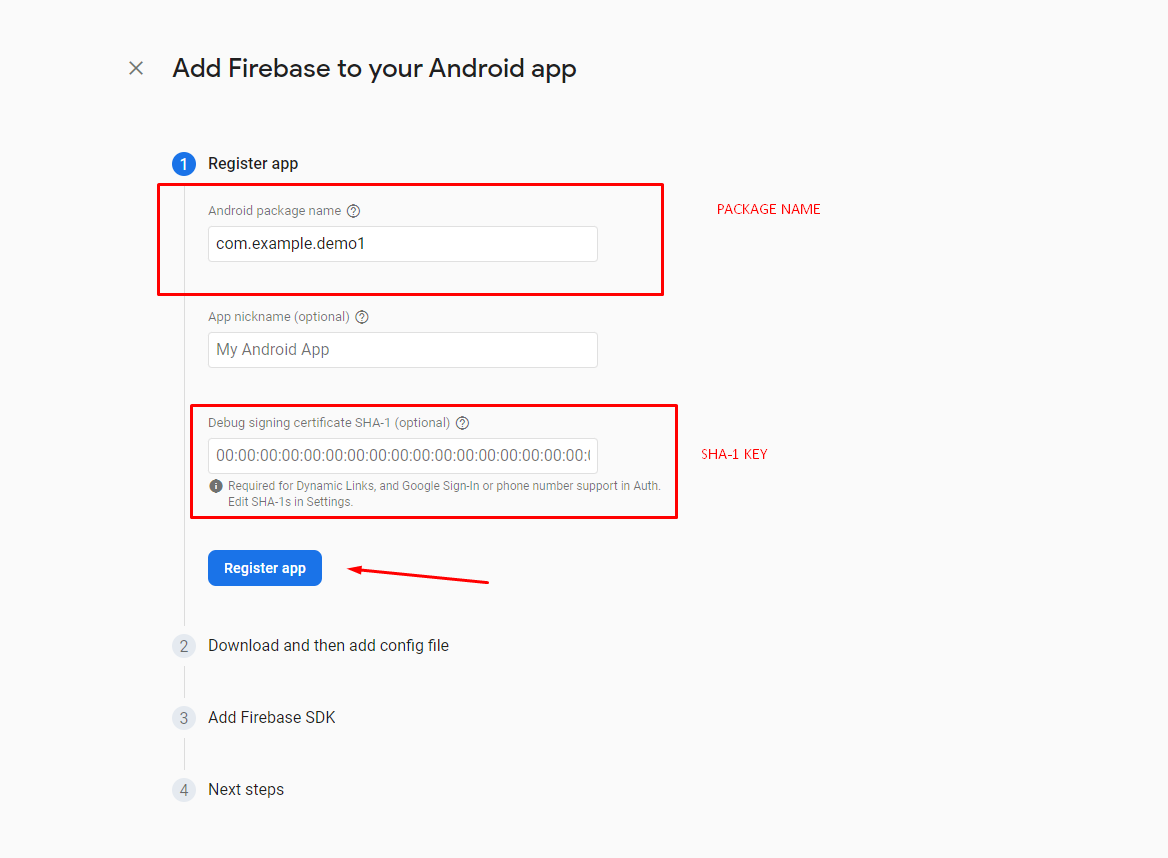 Add Firebase to your Android app
1 Register app
Android package name
PACKAGE NAME
com.example.demo1
App nickname (optional)
My Android App
Debug signing certificate SHA-1 (optional)
00:00:00:00:00:00:00:00:00:00:00:00:00:00:00:00:00:
SHA-1 KEY
Required for Dynamic Links, and Google Sign-In or phone number support in Auth.
Edit SHA-1s in Settings.
Register app
2 Download and then add config file
3 Add Firebase SDK
4 Next steps